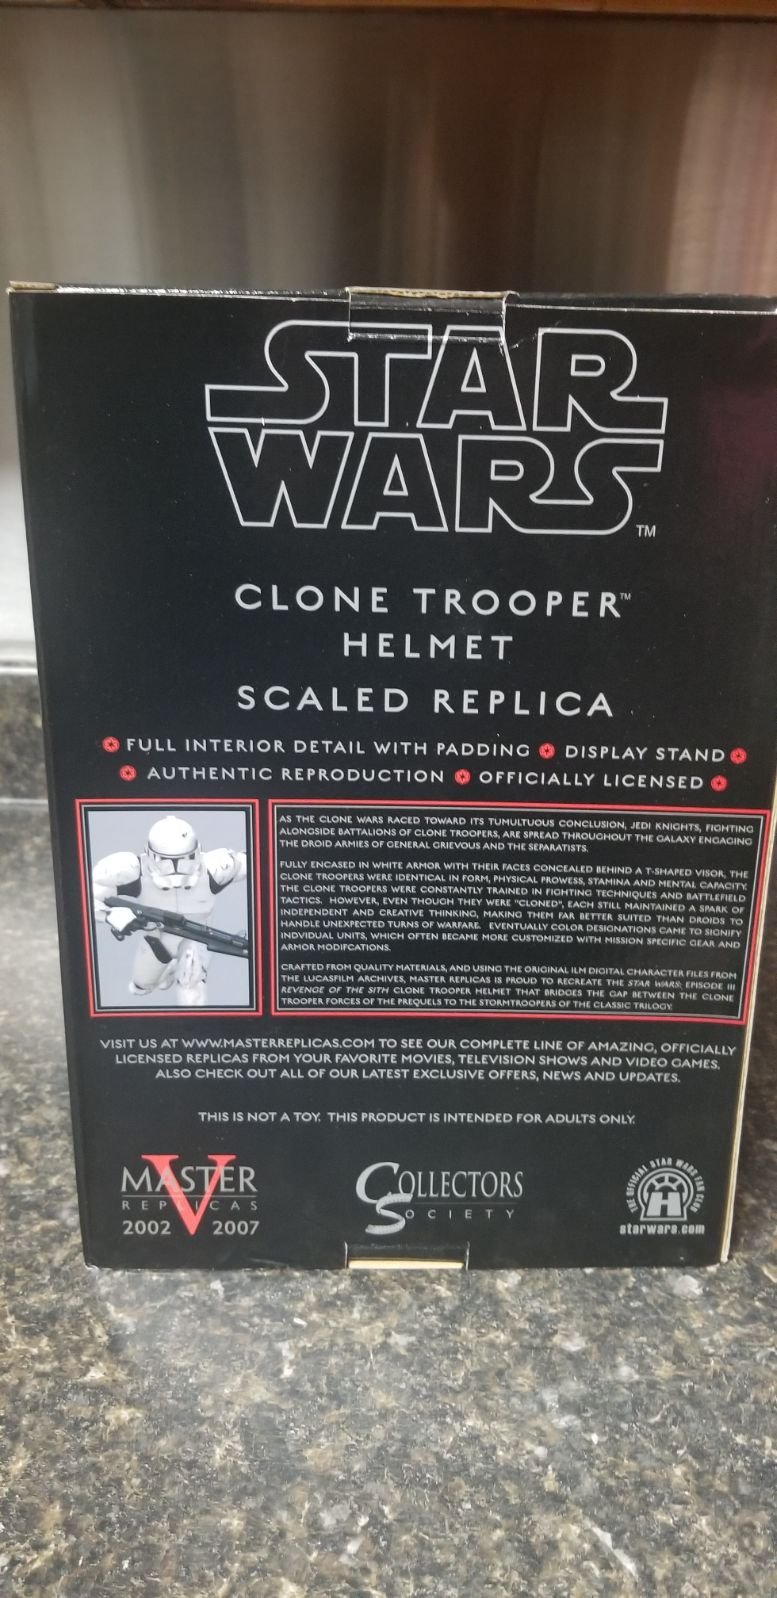 STAR
WARS
TM
CLONE TROOPER™
HELMET
SCALED REPLICA
FULL INTERIOR DETAIL WITH PADDING DISPLAY STAND
AUTHENTIC REPRODUCTION OFFICIALLY LICENSED
AS THE CLONE WARS RACED TOWARD ITS TUMULTUOUS CONCLUSION, JEDI KNIGHTS, FIGHTING
ALONGSIDE BATTALIONS OF CLONE TROOPERS, ARE SPREAD THROUGHOUT THE GALAXY ENGAGING
THE DROID ARMIES OF GENERAL GRIEVOUS AND THE SEPARATISTS.
FULLY ENCASED IN WHITE ARMOR WITH THEIR FACES CONCEALED BEHIND A T-SHAPED VISOR, THE
CLONE TROOPERS WERE IDENTICAL IN FORM, PHYSICAL PROWESS, STAMINA AND MENTAL CAPACITY.
THE CLONE TROOPERS WERE CONSTANTLY TRAINED IN FIGHTING TECHNIQUES AND BATTLEFIELD
TACTICS. HOWEVER, EVEN THOUGH THEY WERE "CLONED", EACH STILL MAINTAINED A SPARK OF
INDEPENDENT AND CREATIVE THINKING, MAKING THEM FAR BETTER SUITED THAN DROIDS TO
HANDLE UNEXPECTED TURNS OF WARFARE. EVENTUALLY COLOR DESIGNATIONS CAME TO SIGNIFY
INDVIDUAL UNITS, WHICH OFTEN BECAME MORE CUSTOMIZED WITH MISSION SPECIFIC GEAR AND
ARMOR MODIFCATIONS.
CRAFTED FROM QUALITY MATERIALS, AND USING THE ORIGINAL ILM DIGITAL CHARACTER FILES FROM
THE LUCASFILM ARCHIVES, MASTER REPLICAS IS PROUD TO RECREATE THE STAR WARS: EPISODE III
REVENGE OF THE SITH CLONE TROOPER HELMET THAT BRIDGES THE GAP BETWEEN THE CLONE
TROOPER FORCES OF THE PREQUELS TO THE STORMTROOPERS OF THE CLASSIC TRILOGY.
VISIT US AT WWW.MASTERREPLICAS.COM TO SEE OUR COMPLETE LINE OF AMAZING, OFFICIALLY
LICENSED REPLICAS FROM YOUR FAVORITE MOVIES, TELEVISION SHOWS AND VIDEO GAMES.
ALSO CHECK OUT ALL OF OUR LATEST EXCLUSIVE OFFERS, NEWS AND UPDATES.
THIS IS NOT A TOY. THIS PRODUCT IS INTENDED FOR ADULTS ONLY.
MASTER
REPLICAS
V
2002 2007
COLLECTORS
SOCIETY
THE OFFICIAL STAR WARS FAN CLUB
H
starwars.com